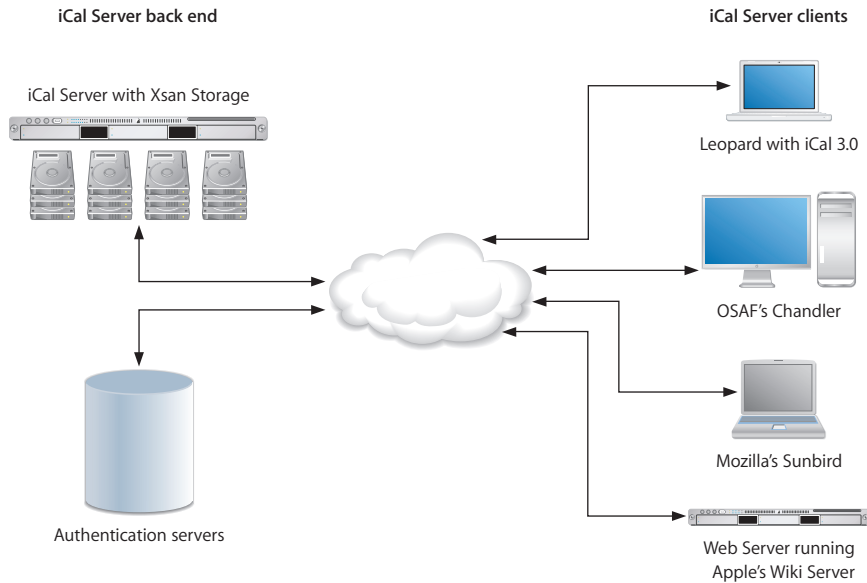 iCal Server back end
iCal Server clients
iCal Server with Xsan Storage
Leopard with iCal 3.0
OSAF's Chandler
Mozilla's Sunbird
Authentication servers
Web Server running
Apple's Wiki Server